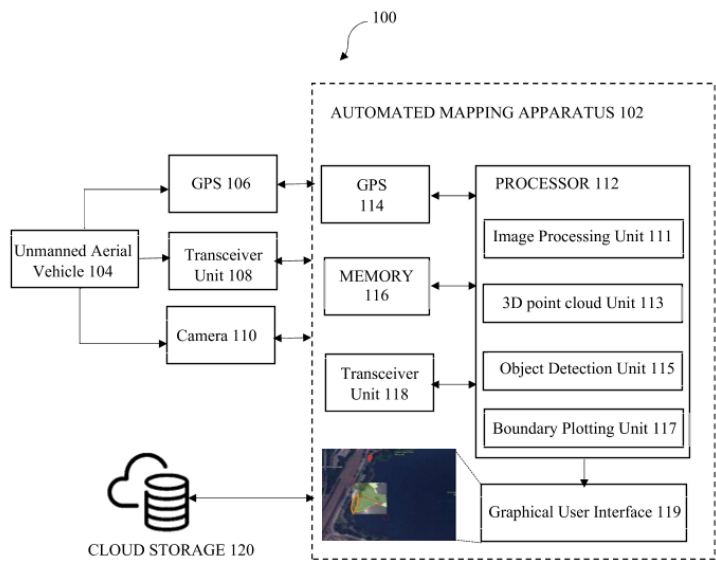 100
AUTOMATED MAPPING APPARATUS 102
GPS 106
GPS
114
PROCESSOR 112
Image Processing Unit 111
Unmanned Aerial
Vehicle 104
Transceiver
Unit 108
MEMORY
116
3D point cloud Unit 113
Camera 110
Transceiver
Unit 118
Object Detection Unit 115
Boundary Plotting Unit 117
Graphical User Interface 119
CLOUD STORAGE 120